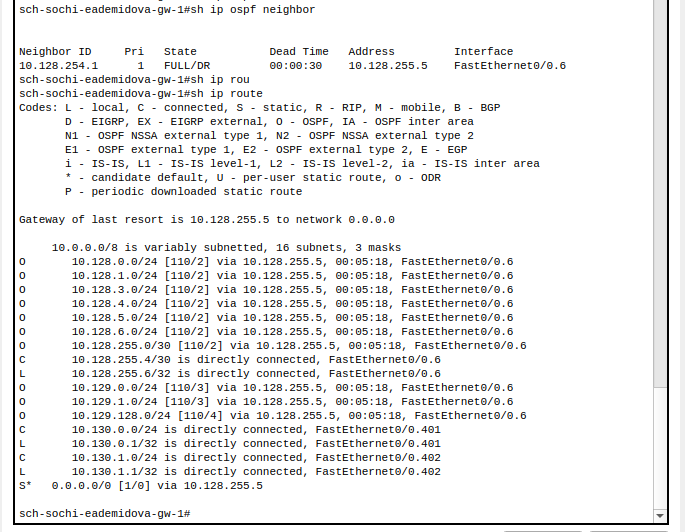 sch-sochi-eademidova-gw-1#sh ip ospf neighbor
Neighbor ID     Pri   State           Dead Time   Address         Interface
10.128.254.1      1   FULL/DR         00:00:30    10.128.255.5    FastEthernet0/0.6
sch-sochi-eademidova-gw-1#sh ip rou
sch-sochi-eademidova-gw-1#sh ip route
Codes: L - local, C - connected, S - static, R - RIP, M - mobile, B - BGP
       D - EIGRP, EX - EIGRP external, O - OSPF, IA - OSPF inter area
       N1 - OSPF NSSA external type 1, N2 - OSPF NSSA external type 2
       E1 - OSPF external type 1, E2 - OSPF external type 2, E - EGP
       i - IS-IS, L1 - IS-IS level-1, L2 - IS-IS level-2, ia - IS-IS inter area
       * - candidate default, U - per-user static route, o - ODR
       P - periodic downloaded static route
Gateway of last resort is 10.128.255.5 to network 0.0.0.0
     10.0.0.0/8 is variably subnetted, 16 subnets, 3 masks
O       10.128.0.0/24 [110/2] via 10.128.255.5, 00:05:18, FastEthernet0/0.6
O       10.128.1.0/24 [110/2] via 10.128.255.5, 00:05:18, FastEthernet0/0.6
O       10.128.3.0/24 [110/2] via 10.128.255.5, 00:05:18, FastEthernet0/0.6
O       10.128.4.0/24 [110/2] via 10.128.255.5, 00:05:18, FastEthernet0/0.6
O       10.128.5.0/24 [110/2] via 10.128.255.5, 00:05:18, FastEthernet0/0.6
O       10.128.6.0/24 [110/2] via 10.128.255.5, 00:05:18, FastEthernet0/0.6
O       10.128.255.0/30 [110/2] via 10.128.255.5, 00:05:18, FastEthernet0/0.6
C       10.128.255.4/30 is directly connected, FastEthernet0/0.6
L       10.128.255.6/32 is directly connected, FastEthernet0/0.6
O       10.129.0.0/24 [110/3] via 10.128.255.5, 00:05:18, FastEthernet0/0.6
O       10.129.1.0/24 [110/3] via 10.128.255.5, 00:05:18, FastEthernet0/0.6
O       10.129.128.0/24 [110/4] via 10.128.255.5, 00:05:18, FastEthernet0/0.6
C       10.130.0.0/24 is directly connected, FastEthernet0/0.401
L       10.130.0.1/32 is directly connected, FastEthernet0/0.401
C       10.130.1.0/24 is directly connected, FastEthernet0/0.402
L       10.130.1.1/32 is directly connected, FastEthernet0/0.402
S*   0.0.0.0/0 [1/0] via 10.128.255.5
sch-sochi-eademidova-gw-1#